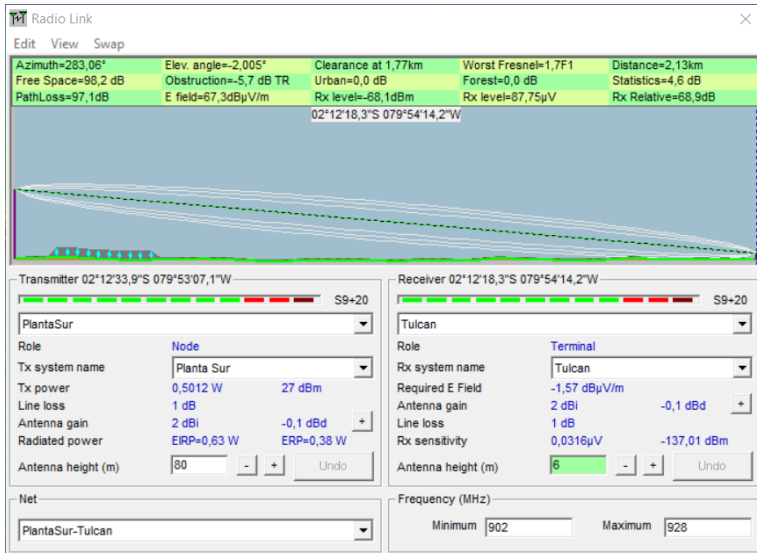 Radio Link
Edit View Swap
Azimuth=283,06° Elev. angle=-2,005° Clearance at 1,77km Worst Fresnel=1,7F1 Distance=2,13km
Free Space=98,2 dB Obstruction=-5,7 dB TR Urban=0,0 dB Forest=0,0 dB Statistics=4,6 dB
PathLoss=97,1dB E field=67,3dBµV/m Rx level=-68,1dBm Rx level=87,75µV Rx Relative=68,9dB
02°12'18,3"S 079°54'14,2"W
Transmitter 02°12'33,9"S 079°53'07,1"W
S9+20
PlantaSur
Role Node
Tx system name Planta Sur
Tx power 0,5012 W 27 dBm
Line loss 1 dB
Antenna gain 2 dBi -0,1 dBd +
Radiated power EIRP=0,63 W ERP=0,38 W
Antenna height (m) 80 - + Undo
Net
PlantaSur-Tulcan
Receiver 02°12'18,3"S 079°54'14,2"W
S9+20
Tulcan
Role Terminal
Rx system name Tulcan
Required E Field -1,57 dBµV/m
Antenna gain 2 dBi -0,1 dBd +
Line loss 1 dB
Rx sensitivity 0,0316µV -137,01 dBm
Antenna height (m) 6 - + Undo
Frequency (MHz)
Minimum 902 Maximum 928